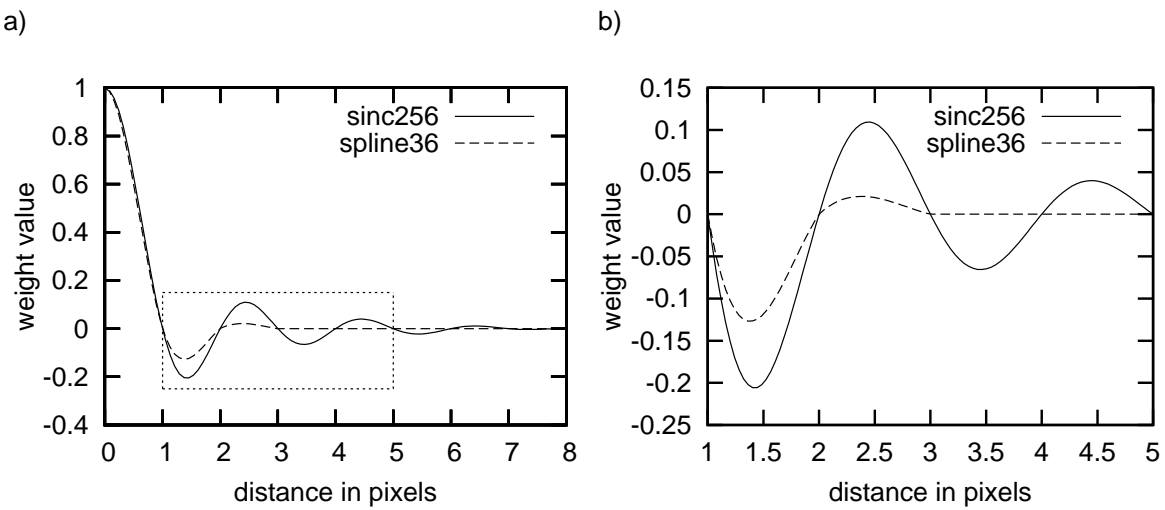 a)
1
0.8
0.6
0.4
0.2
0
-0.2
-0.4
weight value
sinc256
spline36
0 1 2 3 4 5 6 7 8
distance in pixels
b)
0.15
0.1
0.05
0
-0.05
-0.1
-0.15
-0.2
-0.25
weight value
sinc256
spline36
1 1.5 2 2.5 3 3.5 4 4.5 5
distance in pixels